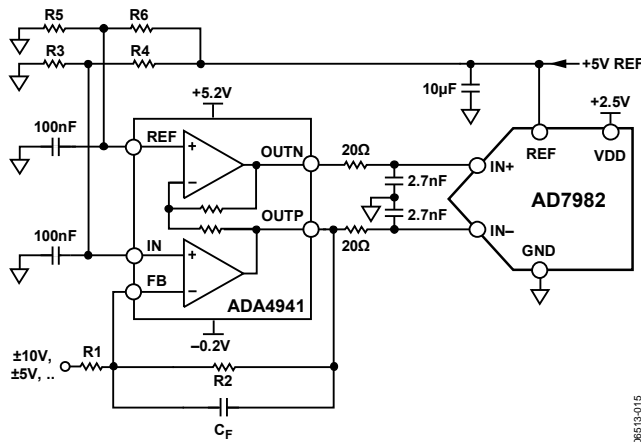 R5
R6
R3
R4
+5V REF
10µF
+5.2V
+2.5V
100nF
REF
OUTN
20Ω
REF
VDD
IN+
2.7nF
AD7982
OUTP
2.7nF
100nF
IN
20Ω
IN–
FB
GND
ADA4941
–0.2V
R1
±10V,
±5V, ..
R2
CF
06513-015